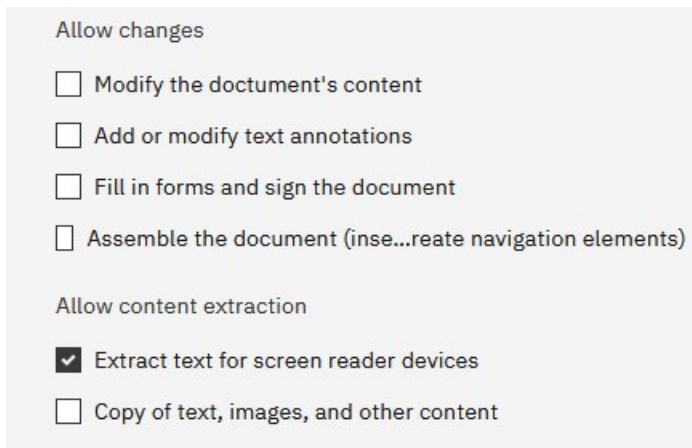 Allow changes
Modify the doctument's content
Add or modify text annotations
Fill in forms and sign the document
Assemble the document (inse...reate navigation elements)
Allow content extraction
Extract text for screen reader devices
Copy of text, images, and other content